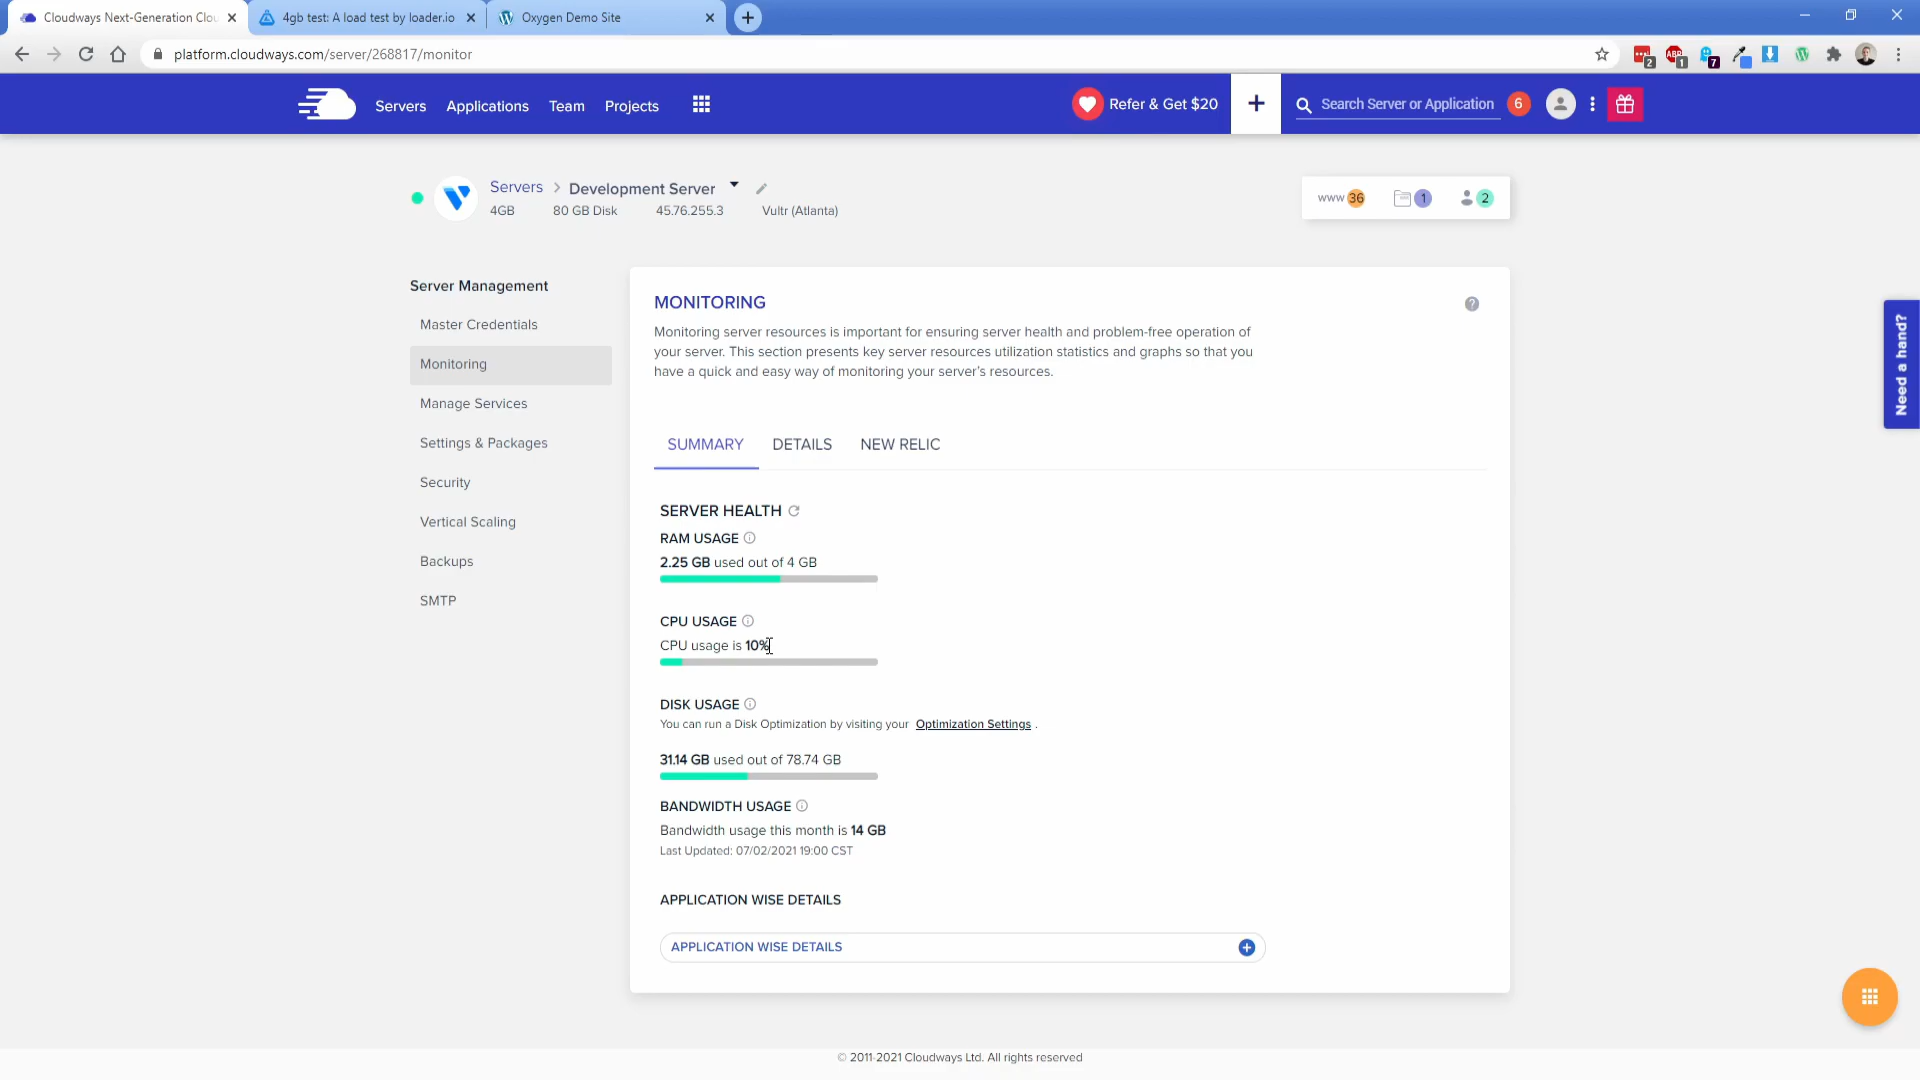 Cloudways Next-Generation Clou
4gb test: A load test by loader.io
Oxygen Demo Site
platform.cloudways.com/server/268817/monitor
2
ABP
1
7
Servers
Applications
Team
Projects
Refer & Get $20
+
Search Server or Application
6
Servers > Development Server
4GB
80 GB Disk
45.76.255.3
Vultr (Atlanta)
www 36
1
2
Server Management
Master Credentials
Monitoring
Manage Services
Settings & Packages
Security
Vertical Scaling
Backups
SMTP
MONITORING
Monitoring server resources is important for ensuring server health and problem-free operation of
your server. This section presents key server resources utilization statistics and graphs so that you
have a quick and easy way of monitoring your server's resources.
SUMMARY
DETAILS
NEW RELIC
SERVER HEALTH
RAM USAGE
2.25 GB used out of 4 GB
CPU USAGE
CPU usage is 10%
DISK USAGE
You can run a Disk Optimization by visiting your Optimization Settings .
31.14 GB used out of 78.74 GB
BANDWIDTH USAGE
Bandwidth usage this month is 14 GB
Last Updated: 07/02/2021 19:00 CST
APPLICATION WISE DETAILS
APPLICATION WISE DETAILS
Need a hand?
© 2011-2021 Cloudways Ltd. All rights reserved